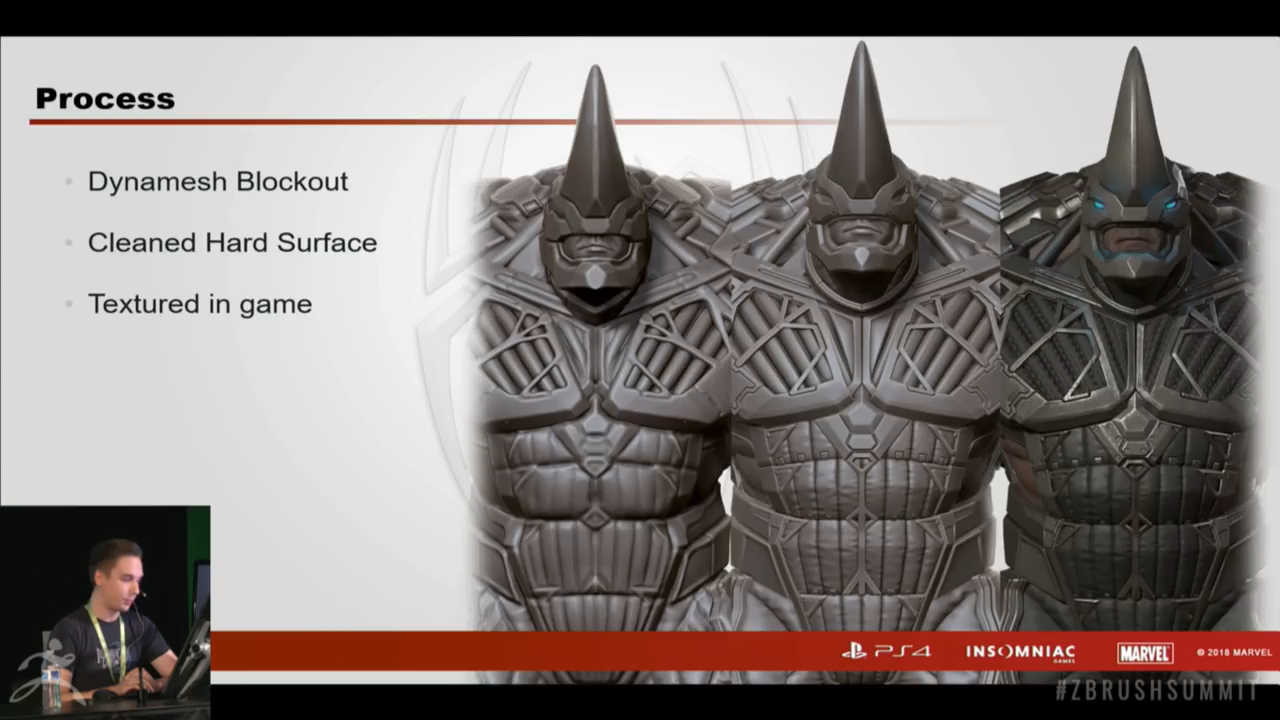 Process
Dynamesh Blockout
Cleaned Hard Surface
Textured in game
PS4
INSOMNIAC
GAMES
MARVEL
© 2018 MARVEL
#ZBRUSHSUMMIT